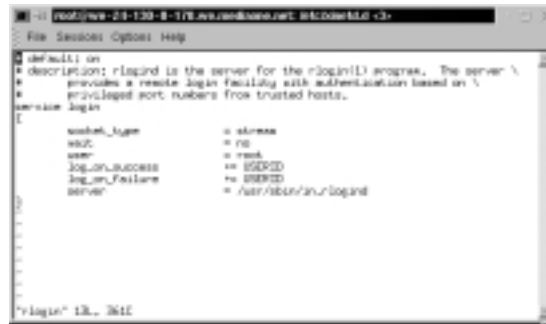 File Sessions Options Help
# default: on
# description: rlogind is the server for the rlogin(1) program. The server \
# provides a remote login facility with authentication based on \
# privileged port numbers from trusted hosts.
service login
{
socket_type = stream
wait = no
user = root
log_on_success += USERID
log_on_failure += USERID
server = /usr/sbin/in.rlogind
}
~
~
~
~
~
"rlogin" 13L, 361C